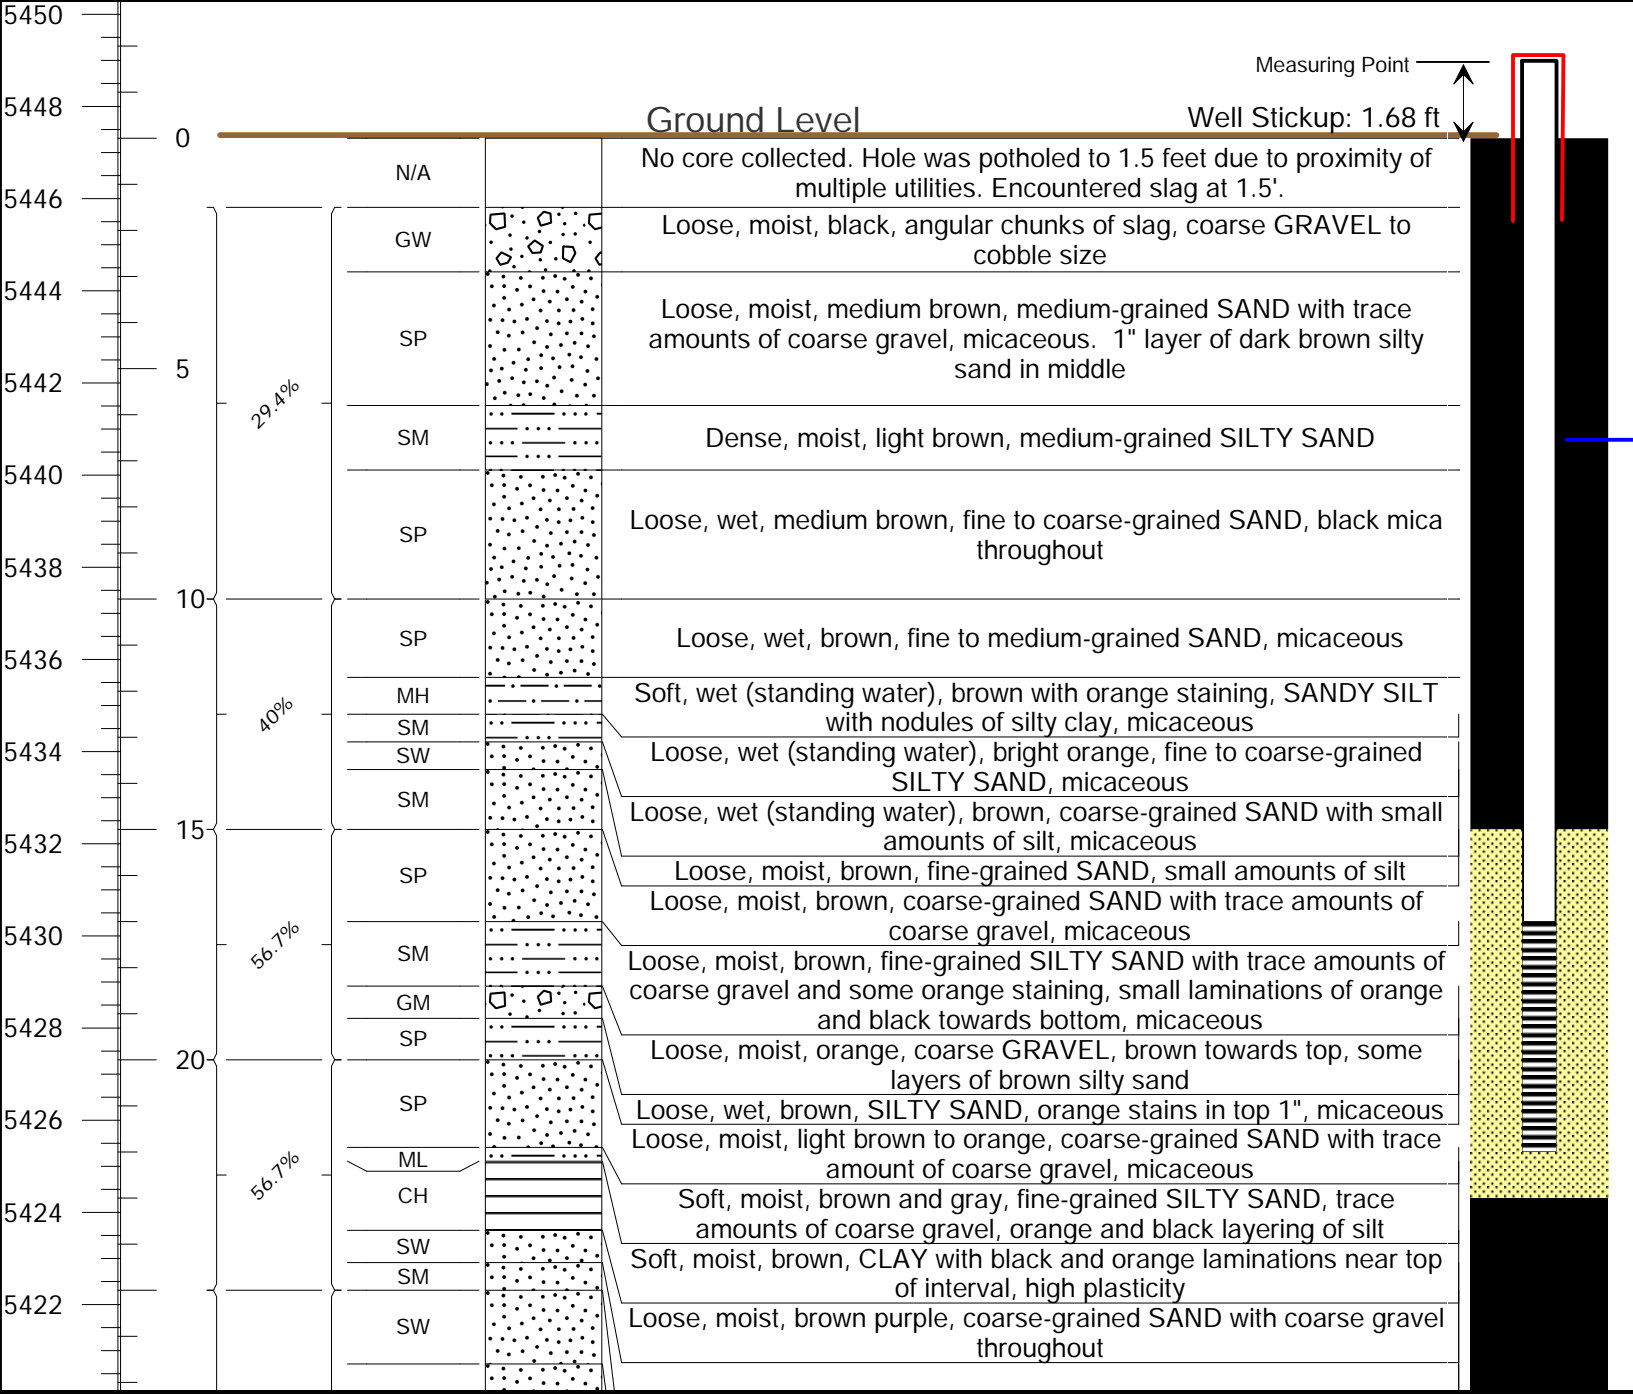 5450
Measuring Point
5448
Ground Level
Well Stickup: 1.68 ft
0
N/A
No core collected. Hole was potholed to 1.5 feet due to proximity of
multiple utilities. Encountered slag at 1.5'.
5446
GW
Loose, moist, black, angular chunks of slag, coarse GRAVEL to
cobble size
5444
SP
Loose, moist, medium brown, medium-grained SAND with trace
amounts of coarse gravel, micaceous.  1" layer of dark brown silty
sand in middle
5
5442
29.4%
SM
Dense, moist, light brown, medium-grained SILTY SAND
5440
SP
Loose, wet, medium brown, fine to coarse-grained SAND, black mica
throughout
5438
10
SP
Loose, wet, brown, fine to medium-grained SAND, micaceous
5436
40%
MH
Soft, wet (standing water), brown with orange staining, SANDY SILT
with nodules of silty clay, micaceous
SM
Loose, wet (standing water), bright orange, fine to coarse-grained
SILTY SAND, micaceous
5434
SW
Loose, wet (standing water), brown, coarse-grained SAND with small
amounts of silt, micaceous
SM
Loose, moist, brown, fine-grained SAND, small amounts of silt
15
5432
SP
Loose, moist, brown, coarse-grained SAND with trace amounts of
coarse gravel, micaceous
5430
56.7%
SM
Loose, moist, brown, fine-grained SILTY SAND with trace amounts of
coarse gravel and some orange staining, small laminations of orange
and black towards bottom, micaceous
GM
Loose, moist, orange, coarse GRAVEL, brown towards top, some
layers of brown silty sand
5428
SP
Loose, wet, brown, SILTY SAND, orange stains in top 1", micaceous
20
SP
Loose, moist, light brown to orange, coarse-grained SAND with trace
amount of coarse gravel, micaceous
5426
56.7%
ML
Soft, moist, brown and gray, fine-grained SILTY SAND, trace
amounts of coarse gravel, orange and black layering of silt
CH
Soft, moist, brown, CLAY with black and orange laminations near top
of interval, high plasticity
5424
SW
Loose, moist, brown purple, coarse-grained SAND with coarse gravel
throughout
SM
5422
SW